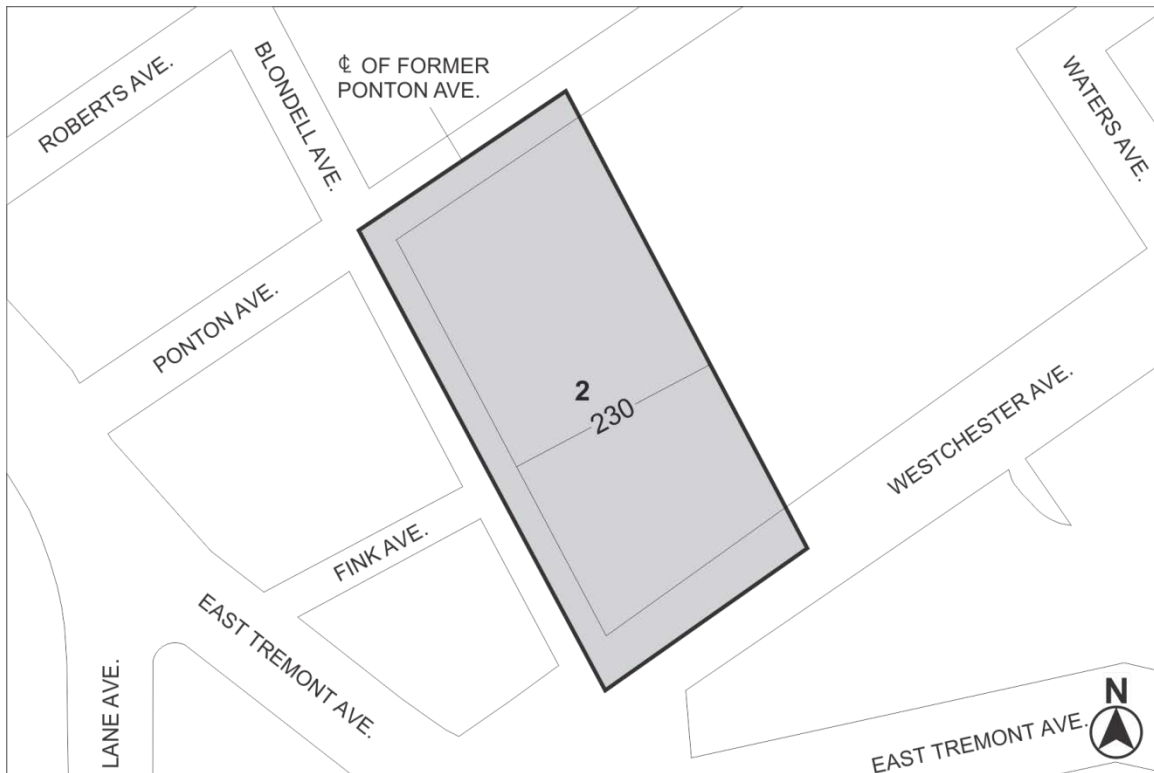 ROBERTS AVE.
BLONDELL AVE.
℄ OF FORMER
PONTON AVE.
WATERS AVE.
PONTON AVE.
2
230
WESTCHESTER AVE.
FINK AVE.
EAST TREMONT AVE.
LANE AVE.
N
EAST TREMONT AVE.